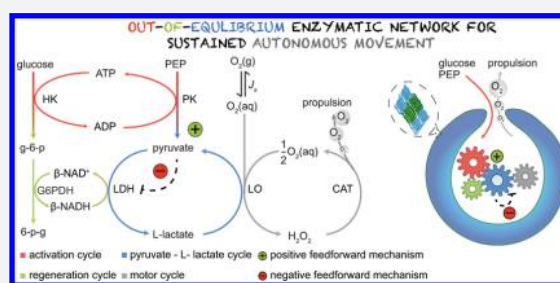 OUT-OF-EQULIBRIUM ENZYMATIC NETWORK FOR
SUSTAINED AUTONOMOUS MOVEMENT
glucose
ATP
PEP
O₂(g)
HK
PK
Jₑ
O₂(aq)
propulsion
O₂
ADP
g-6-p
pyruvate
½O₂(aq)
β-NAD⁺
G6PDH
LDH
LO
CAT
β-NADH
6-p-g
L-lactate
H₂O₂
glucose
PEP
propulsion
O₂
activation cycle
pyruvate - L- lactate cycle
positive feedforward mechanism
regeneration cycle
motor cycle
negative feedforward mechanism